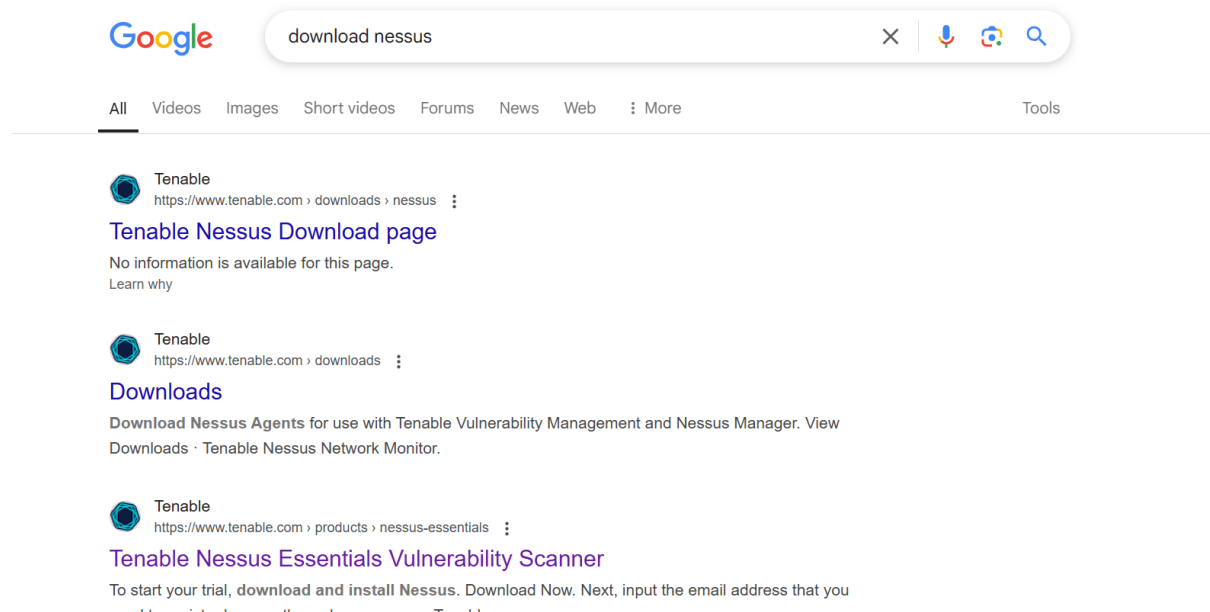 Google
download nessus
All Videos Images Short videos Forums News Web More Tools
Tenable
https://www.tenable.com › downloads › nessus
Tenable Nessus Download page
No information is available for this page.
Learn why
Tenable
https://www.tenable.com › downloads
Downloads
Download Nessus Agents for use with Tenable Vulnerability Management and Nessus Manager. View
Downloads · Tenable Nessus Network Monitor.
Tenable
https://www.tenable.com › products › nessus-essentials
Tenable Nessus Essentials Vulnerability Scanner
To start your trial, download and install Nessus. Download Now. Next, input the email address that you